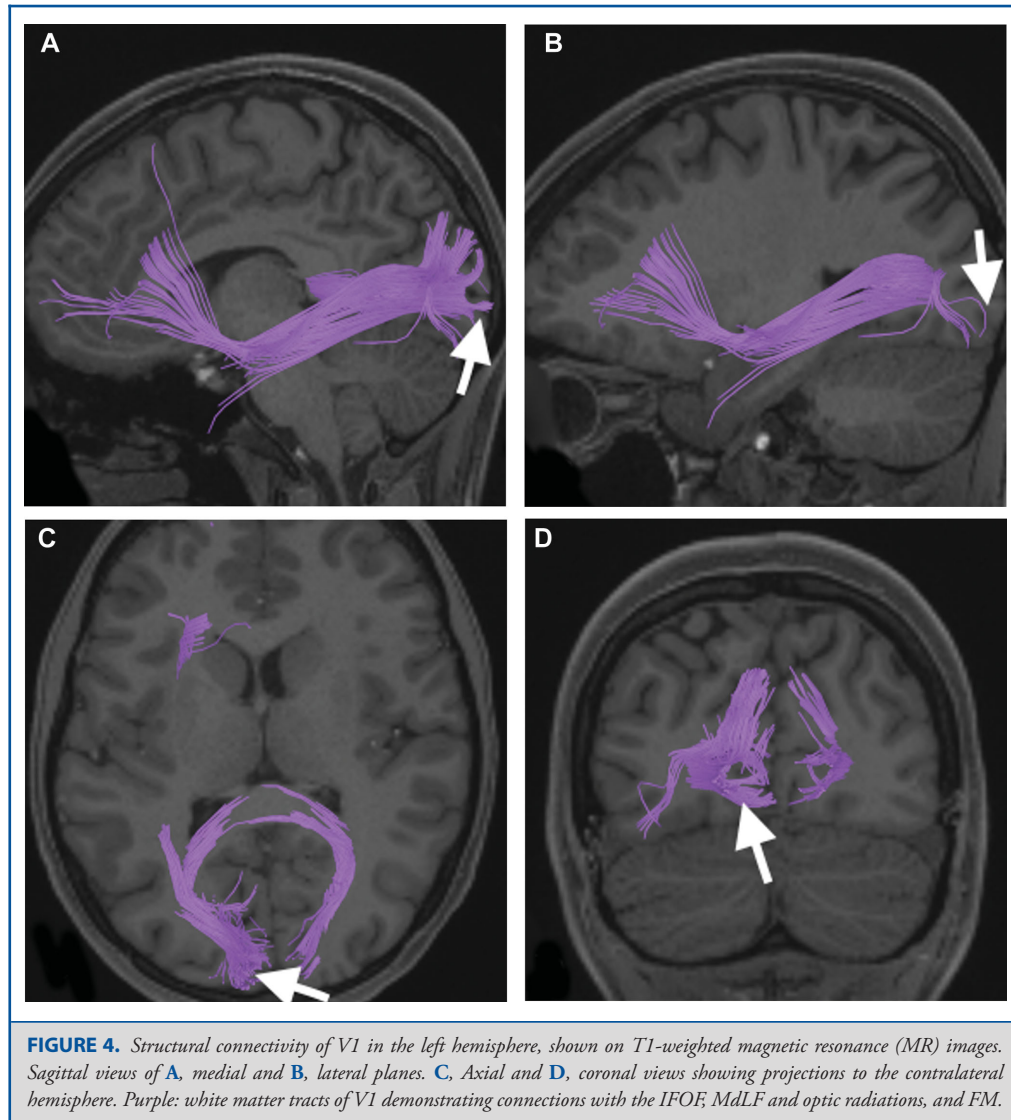 A
B
C
D
FIGURE 4. Structural connectivity of V1 in the left hemisphere, shown on T1-weighted magnetic resonance (MR) images.
Sagittal views of A, medial and B, lateral planes. C, Axial and D, coronal views showing projections to the contralateral
hemisphere. Purple: white matter tracts of V1 demonstrating connections with the IFOF, MdLF and optic radiations, and FM.